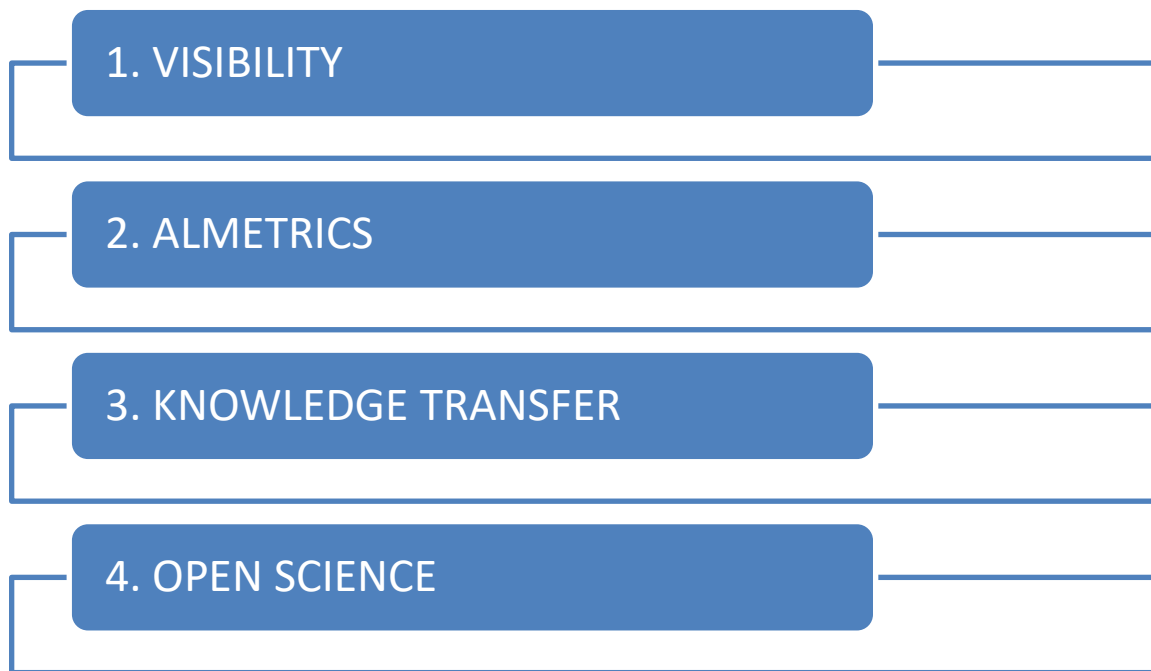 1. VISIBILITY
2. ALMETRICS
3. KNOWLEDGE TRANSFER
4. OPEN SCIENCE